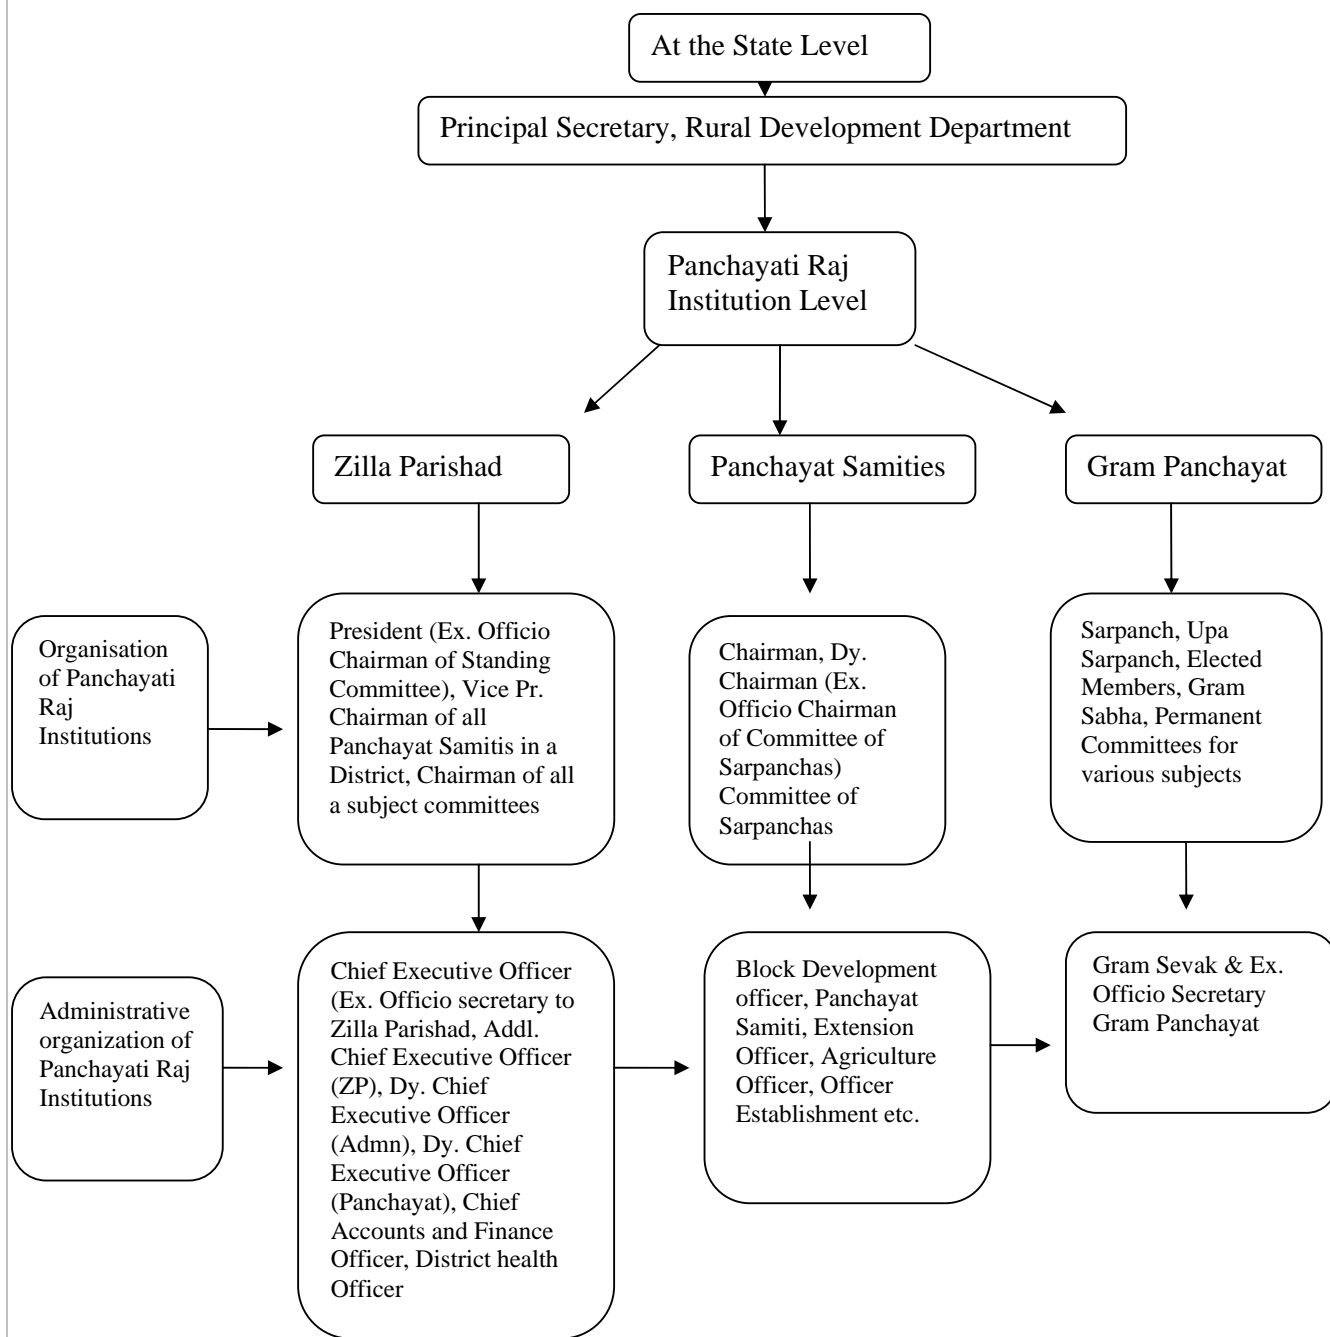 At the State Level
Principal Secretary, Rural Development Department
Panchayati Raj
Institution Level
Zilla Parishad
Panchayat Samities
Gram Panchayat
Organisation
of Panchayati
Raj
Institutions
President (Ex. Officio
Chairman of Standing
Committee), Vice Pr.
Chairman of all
Panchayat Samitis in a
District, Chairman of all
a subject committees
Chairman, Dy.
Chairman (Ex.
Officio Chairman
of Committee of
Sarpanchas)
Committee of
Sarpanchas
Sarpanch, Upa
Sarpanch, Elected
Members, Gram
Sabha, Permanent
Committees for
various subjects
Administrative
organization of
Panchayati Raj
Institutions
Chief Executive Officer
(Ex. Officio secretary to
Zilla Parishad, Addl.
Chief Executive Officer
(ZP), Dy. Chief
Executive Officer
(Admn), Dy. Chief
Executive Officer
(Panchayat), Chief
Accounts and Finance
Officer, District health
Officer
Block Development
officer, Panchayat
Samiti, Extension
Officer, Agriculture
Officer, Officer
Establishment etc.
Gram Sevak & Ex.
Officio Secretary
Gram Panchayat